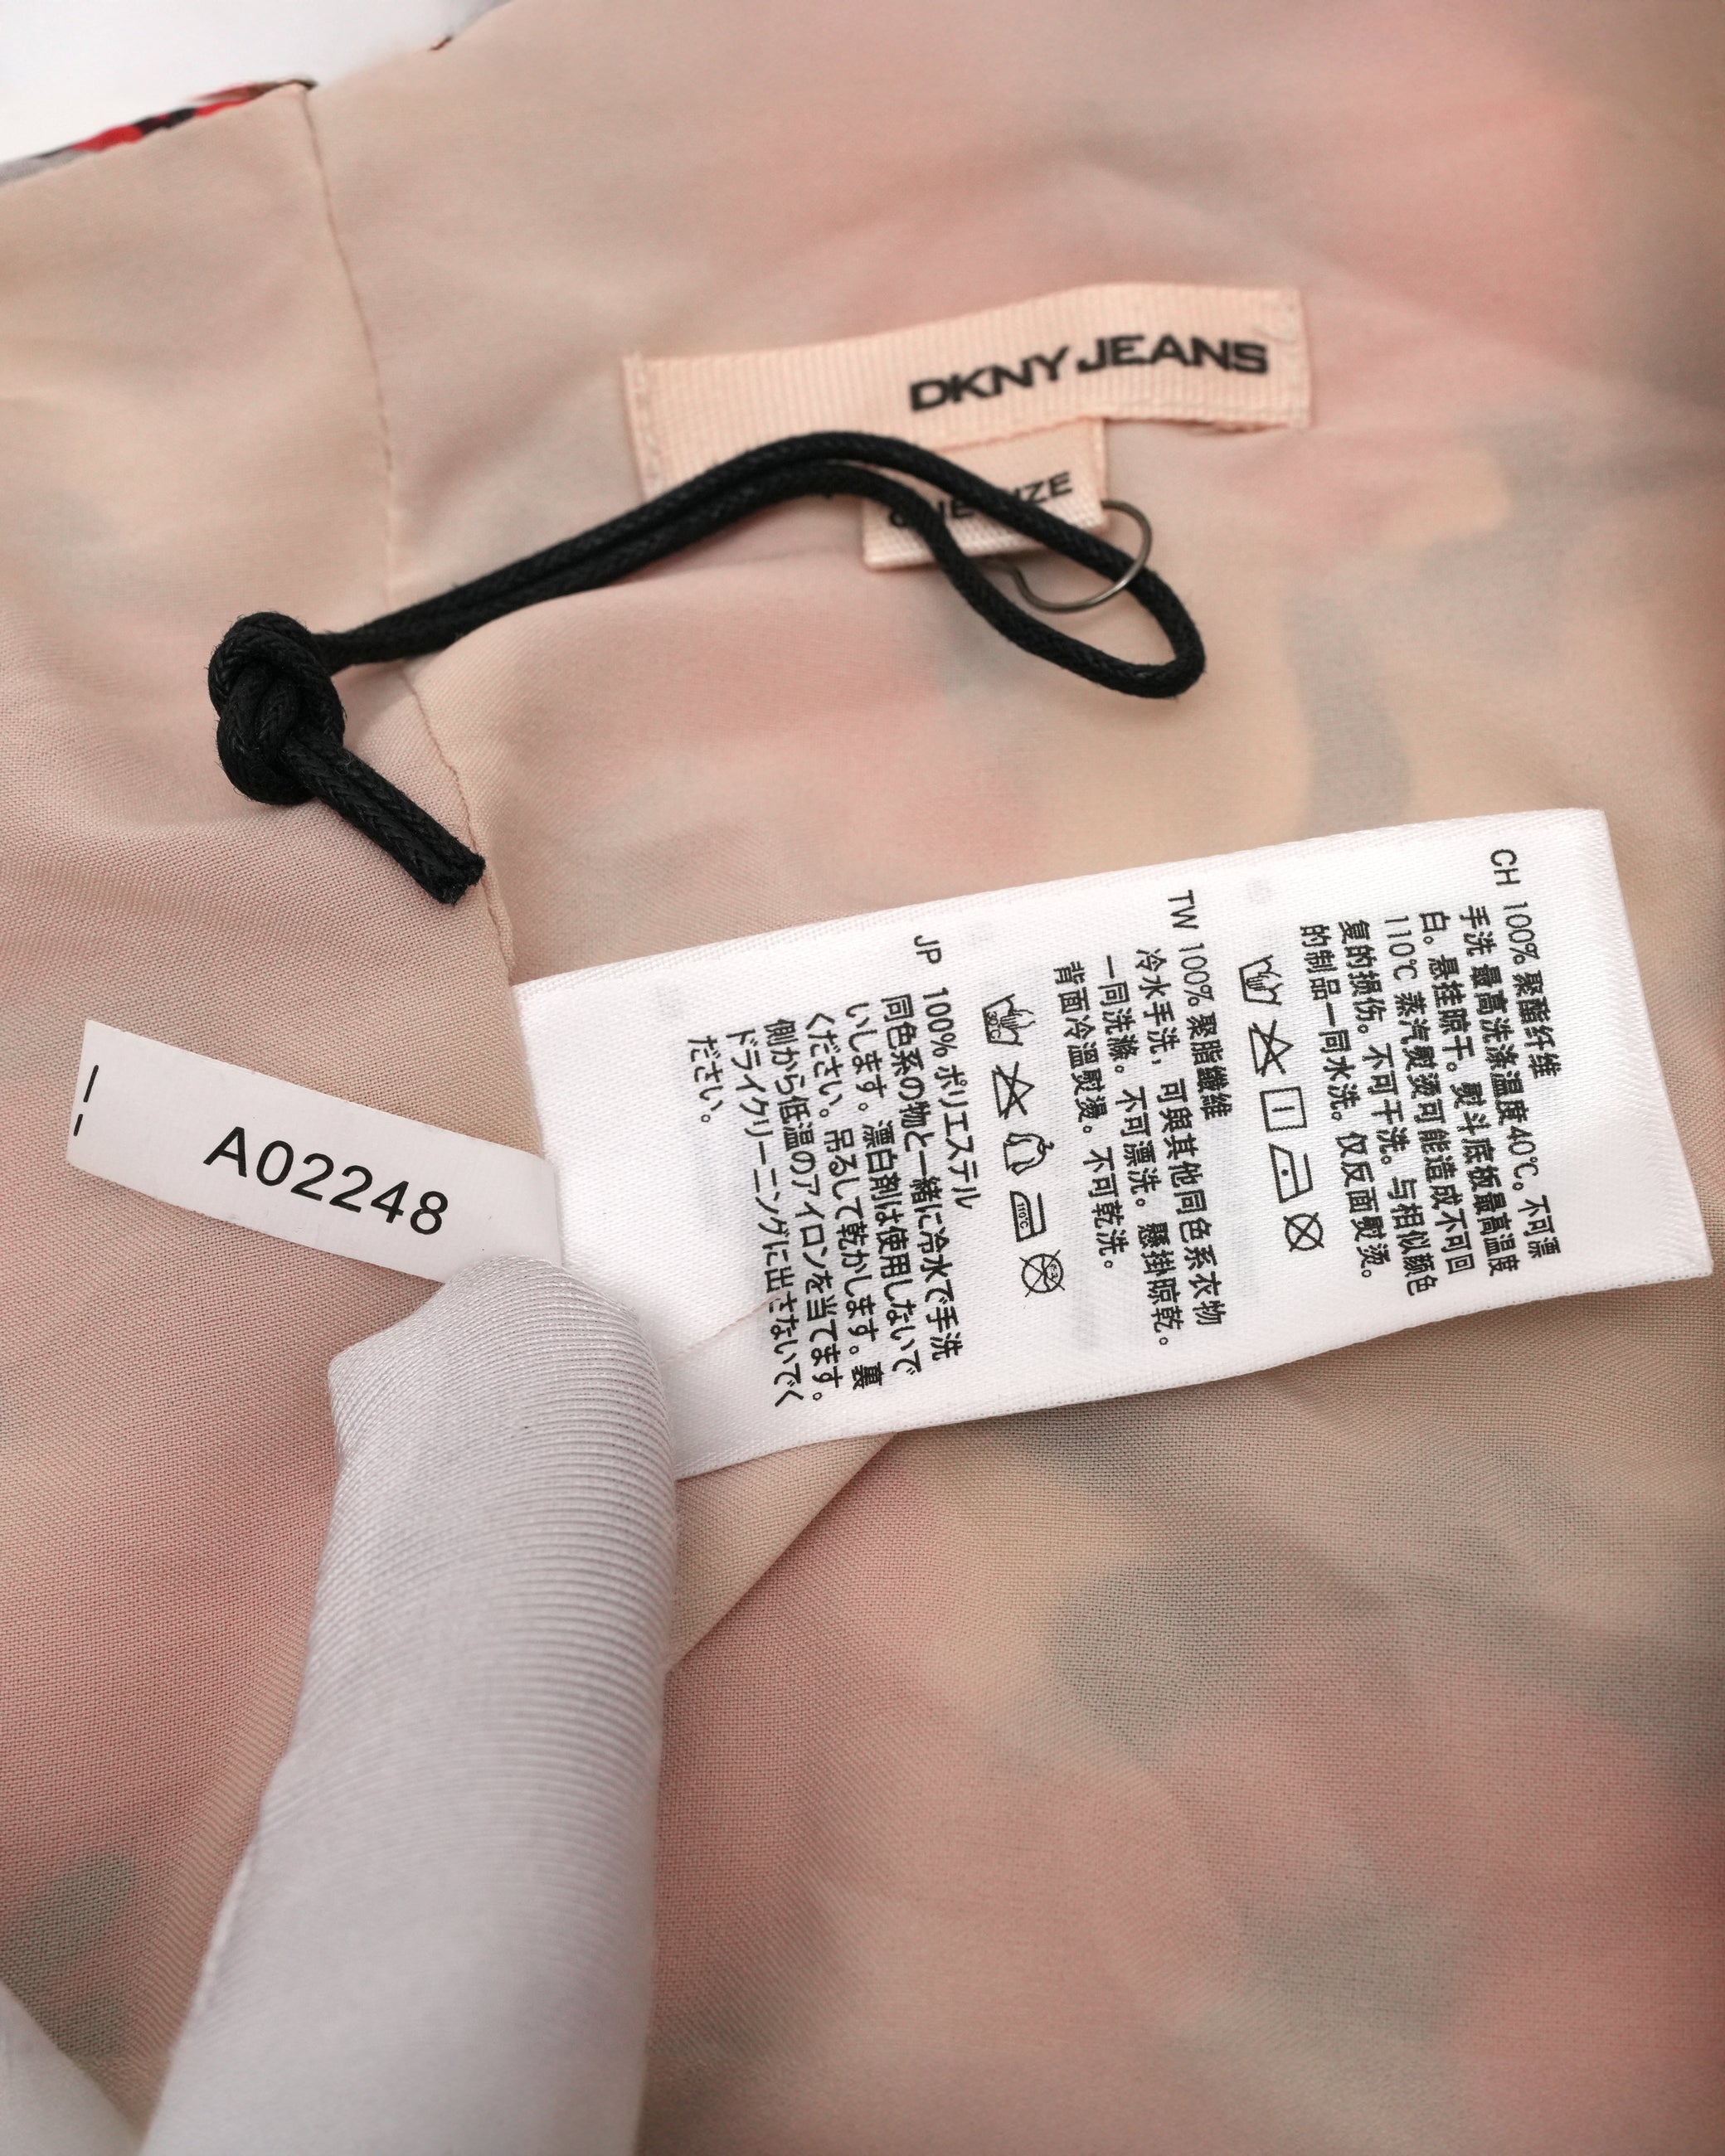 DKNY JEANS
ONE SIZE
CH 100% 聚酯纤维
手洗 最高洗涤温度40℃。不可漂
白。悬挂晾干。熨斗底板最高温度
110℃ 蒸汽熨烫可能造成不可回
复的损伤。不可干洗。与相似颜色
的制品一同水洗。仅反面熨烫。
TW 100% 聚脂纖維
冷水手洗，可與其他同色系衣物
一同洗滌。不可漂洗。懸掛晾乾。
背面冷溫熨燙。不可乾洗。
30℃
110℃
JP 100% ポリエステル
同色系の物と一緒に冷水で手洗
いします。漂白剤は使用しないで
ください。吊るして乾かします。裏
側から低温のアイロンを当てます。
ドライクリーニングに出さないでく
ださい。
A02248